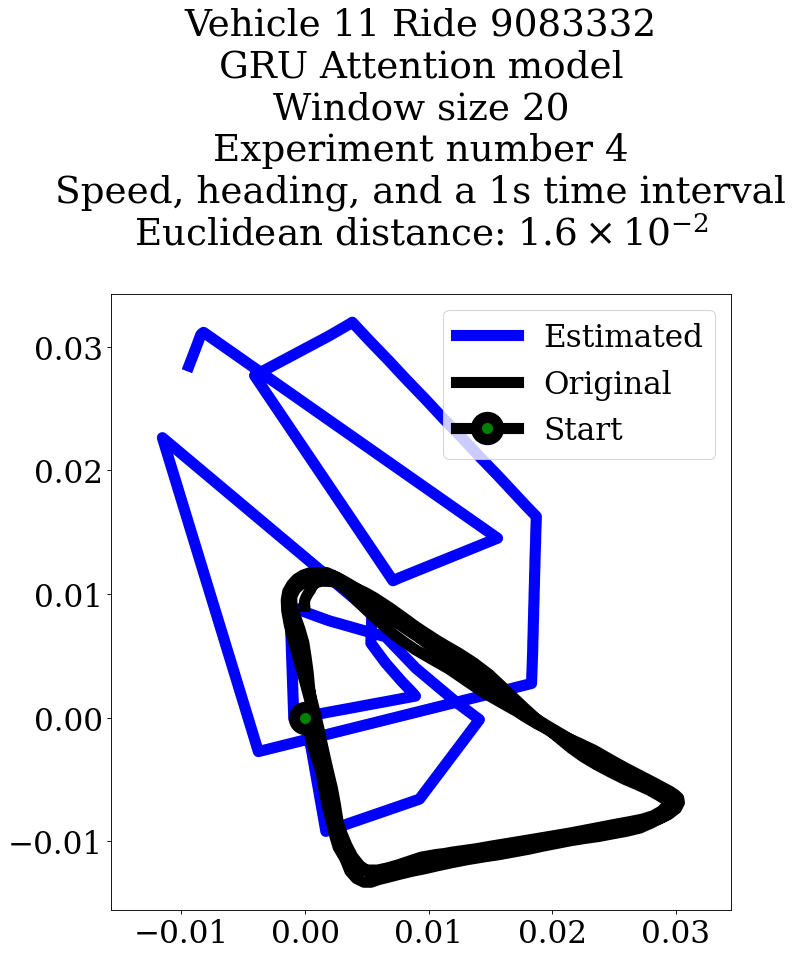 Vehicle 11 Ride 9083332
GRU Attention model
Window size 20
Experiment number 4
Speed, heading, and a 1s time interval
Euclidean distance: 1.6 × 10⁻²
Estimated
Original
Start
0.03
0.02
0.01
0.00
−0.01
−0.01 0.00 0.01 0.02 0.03